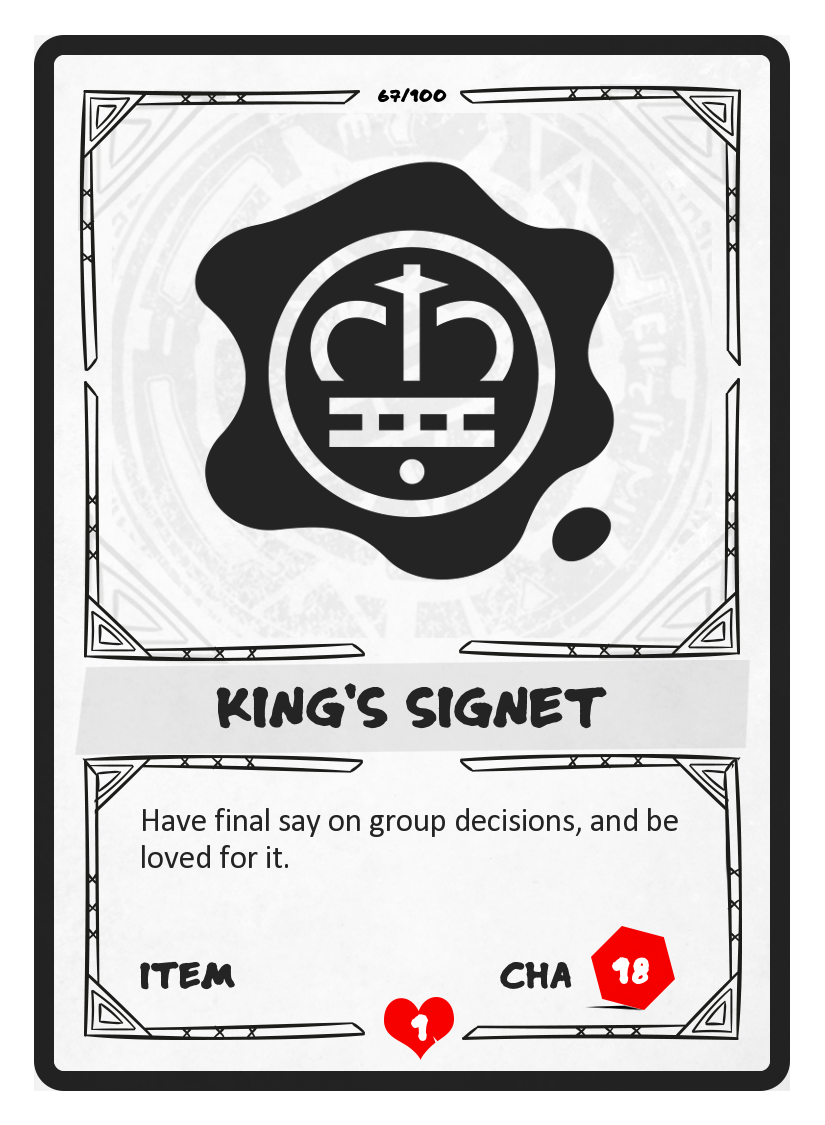 67/100
KING'S SIGNET
Have final say on group decisions, and be
loved for it.
ITEM
CHA 18
1